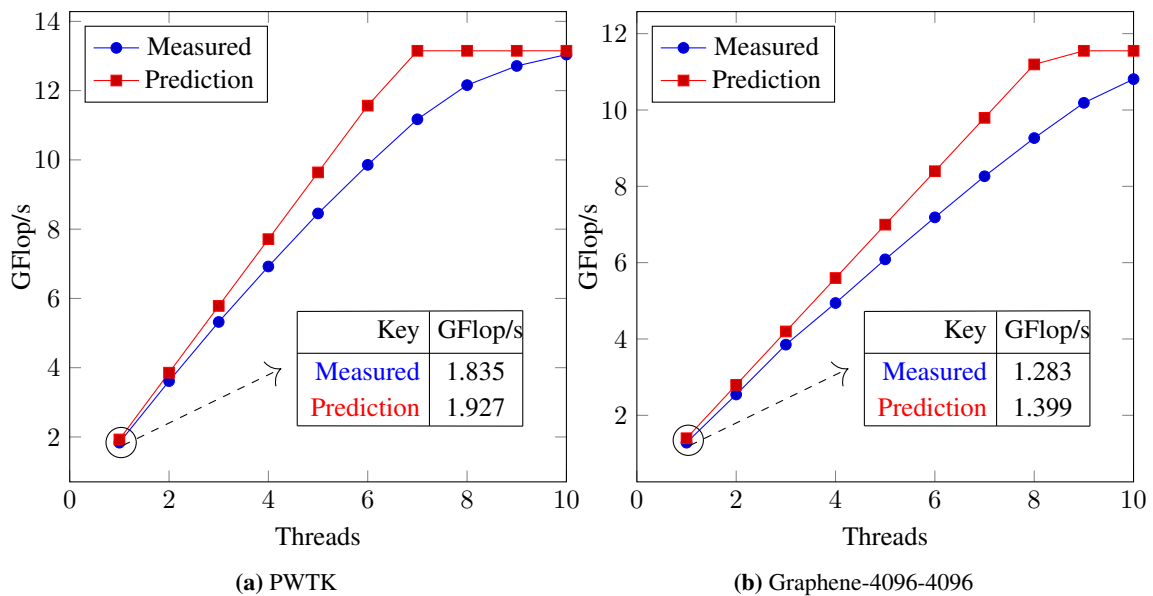 14
12
10
8
6
4
2
GFlop/s
Measured
Prediction
Key GFlop/s
Measured 1.835
Prediction 1.927
0 2 4 6 8 10
Threads
(a) PWTK
12
10
8
6
4
2
GFlop/s
Measured
Prediction
Key GFlop/s
Measured 1.283
Prediction 1.399
0 2 4 6 8 10
Threads
(b) Graphene-4096-4096